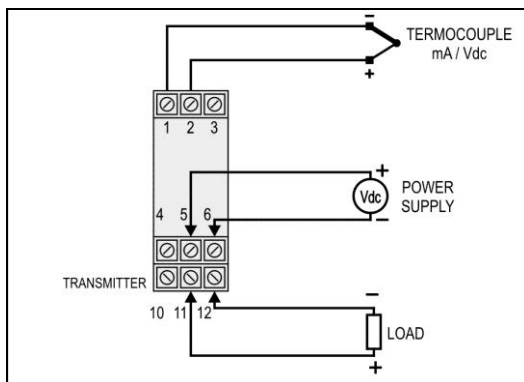 −
TERMOCOUPLE
mA / Vdc
+
1 2 3
+
4 5 6
Vdc
POWER
SUPPLY
−
TRANSMITTER
−
10 11 12
LOAD
+